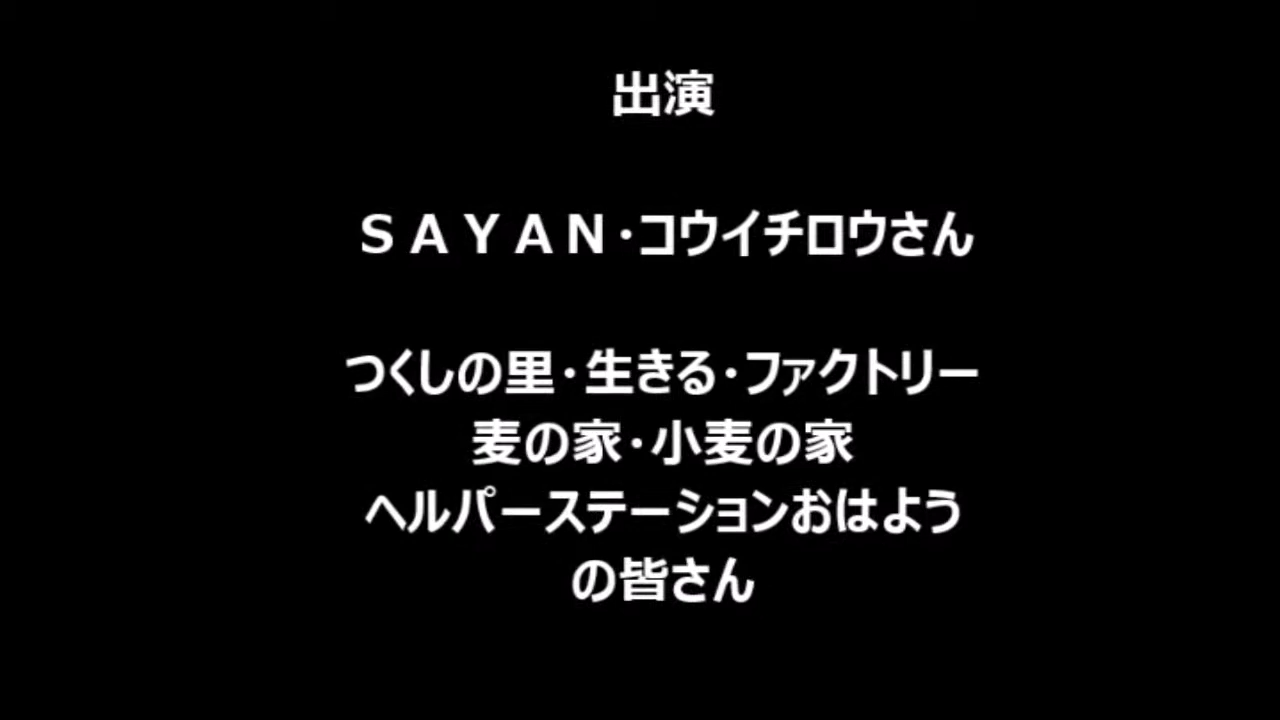 出演
ＳＡＹＡＮ・コウイチロウさん
つくしの里・生きる・ファクトリー
麦の家・小麦の家
ヘルパーステーションおはよう
の皆さん